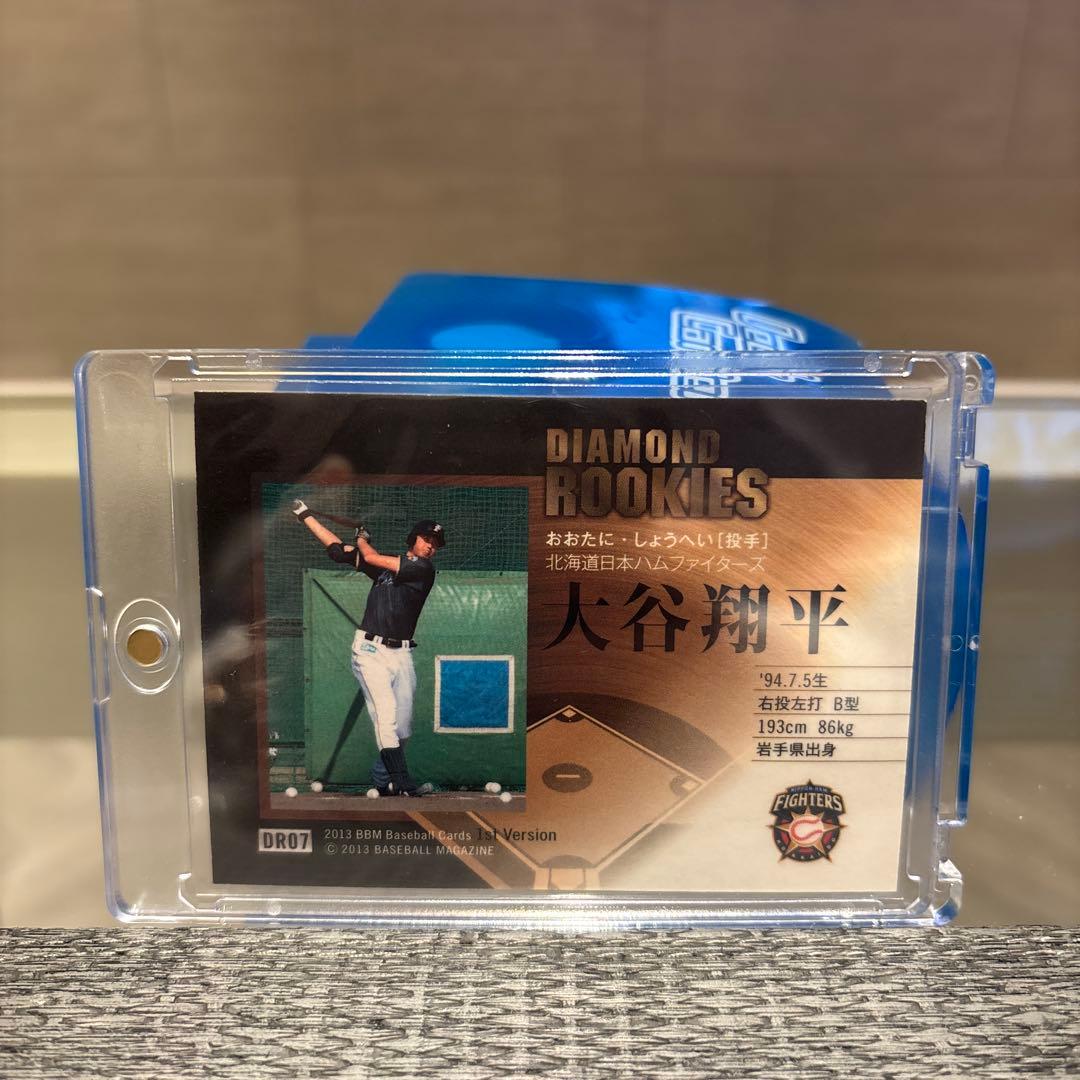 DIAMOND
ROOKIES
おおたに・しょうへい[投手]
北海道日本ハムファイターズ
大谷翔平
'94.7.5生
右投左打 B型
193cm 86kg
岩手県出身
NIPPON-HAM
FIGHTERS
DR07
2013 BBM Baseball Cards 1st Version
© 2013 BASEBALL MAGAZINE